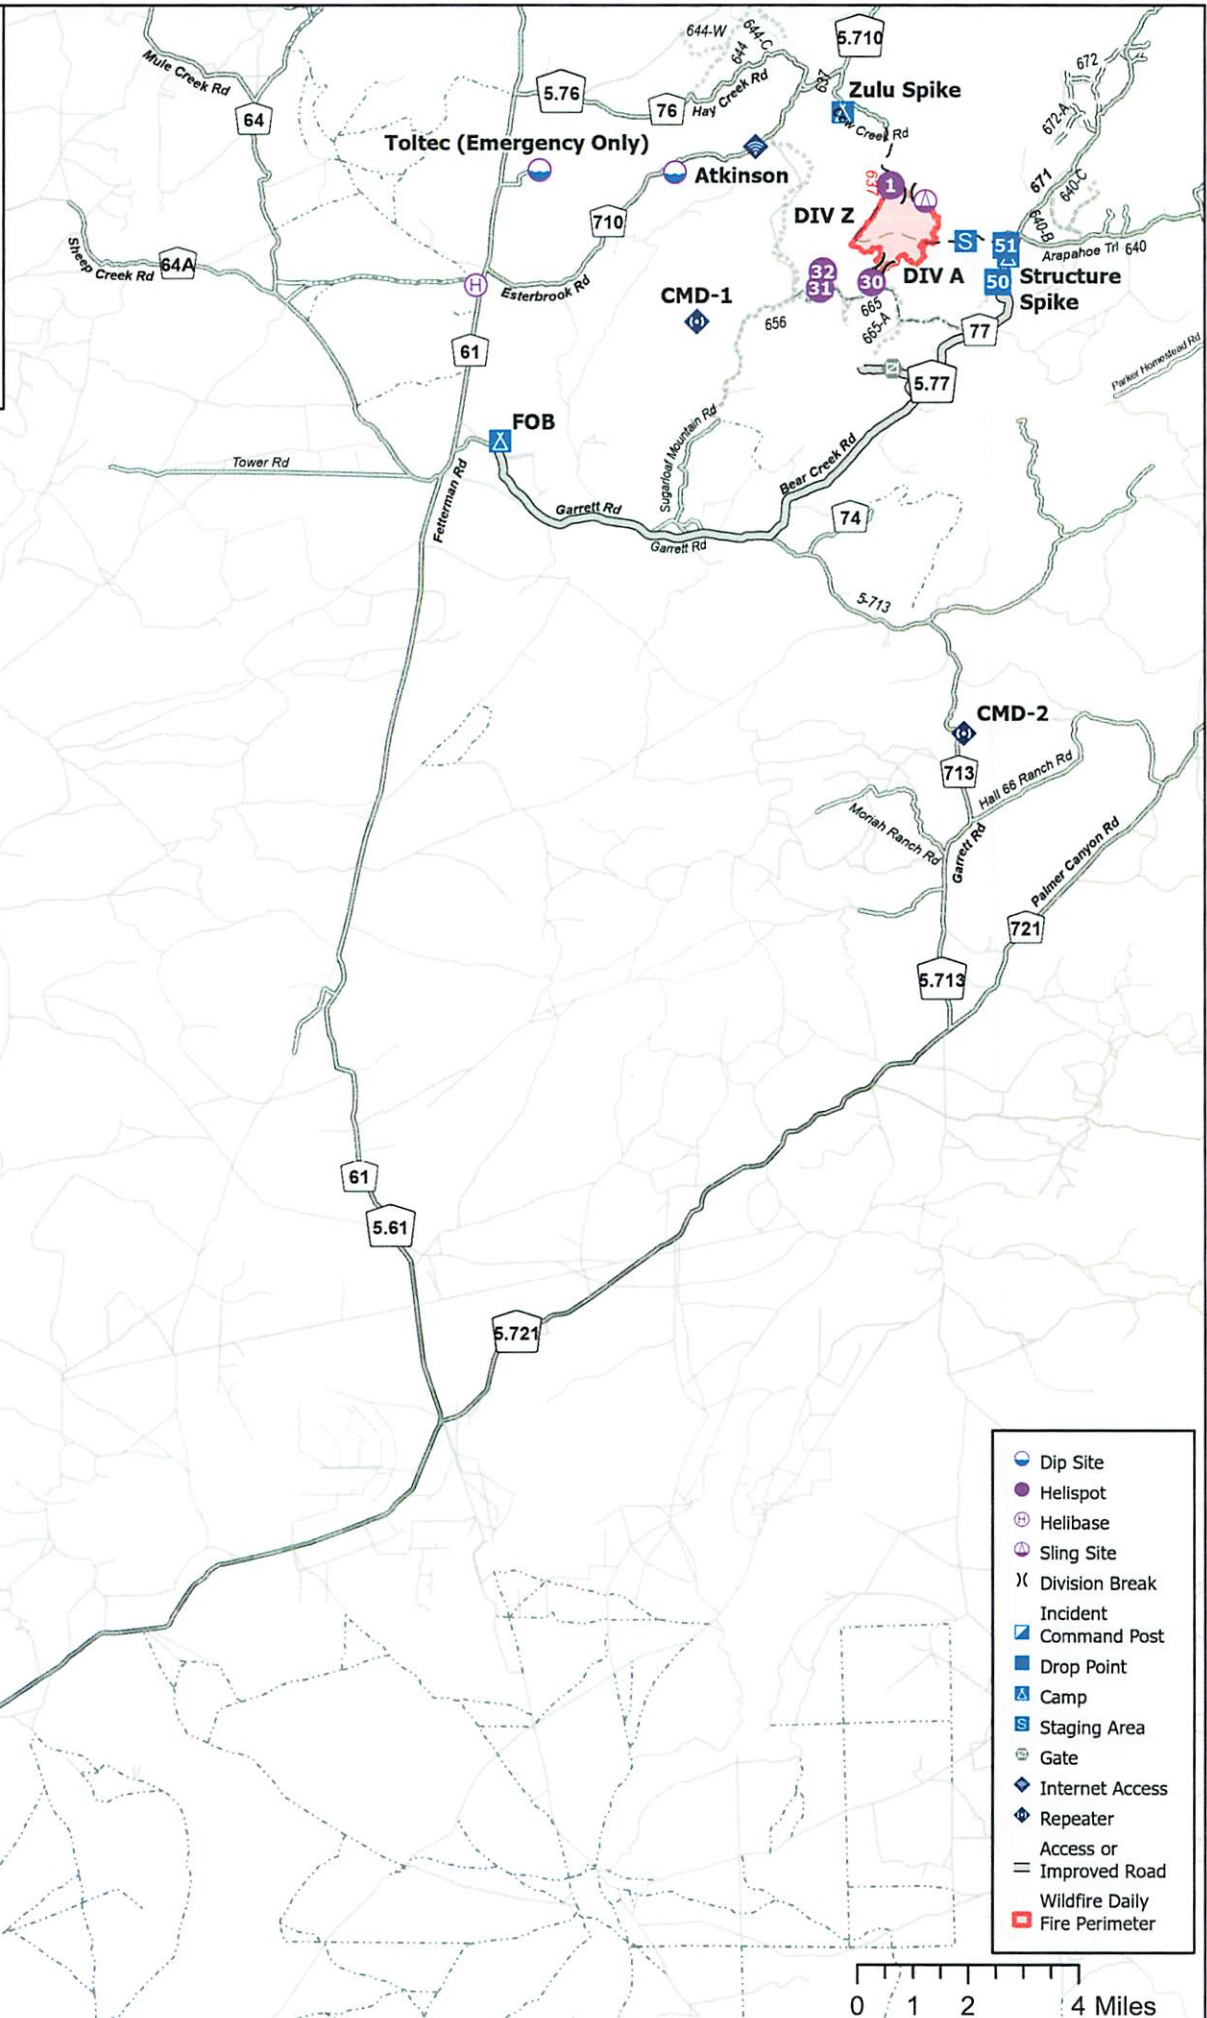 644-W
644-C
644
5.710
Mule Creek Rd
672
5.76
637
Zulu Spike
64
76
Hay Creek Rd
Cow Creek Rd
672-A
Toltec (Emergency Only)
Atkinson
637
1
671
640-C
DIV Z
710
640-B
S
51
Sheep Creek Rd
64A
Arapahoe Trl
640
32
31
30
DIV A
50
Structure
Spike
H
Esterbrook Rd
CMD-1
665
656
665-A
77
61
Parker Homestead Rd
5.77
FOB
Sugarloaf Mountain Rd
Tower Rd
Bear Creek Rd
Fetterman Rd
Garrett Rd
74
Garrett Rd
5-713
CMD-2
713
Hall 66 Ranch Rd
Moriah Ranch Rd
Garrett Rd
Palmer Canyon Rd
721
5.713
61
5.61
5.721
Dip Site
Helispot
H Helibase
Sling Site
Division Break
Incident
Command Post
Drop Point
Camp
S Staging Area
Gate
Internet Access
Repeater
Access or
Improved Road
Wildfire Daily
Fire Perimeter
0 1 2 4 Miles